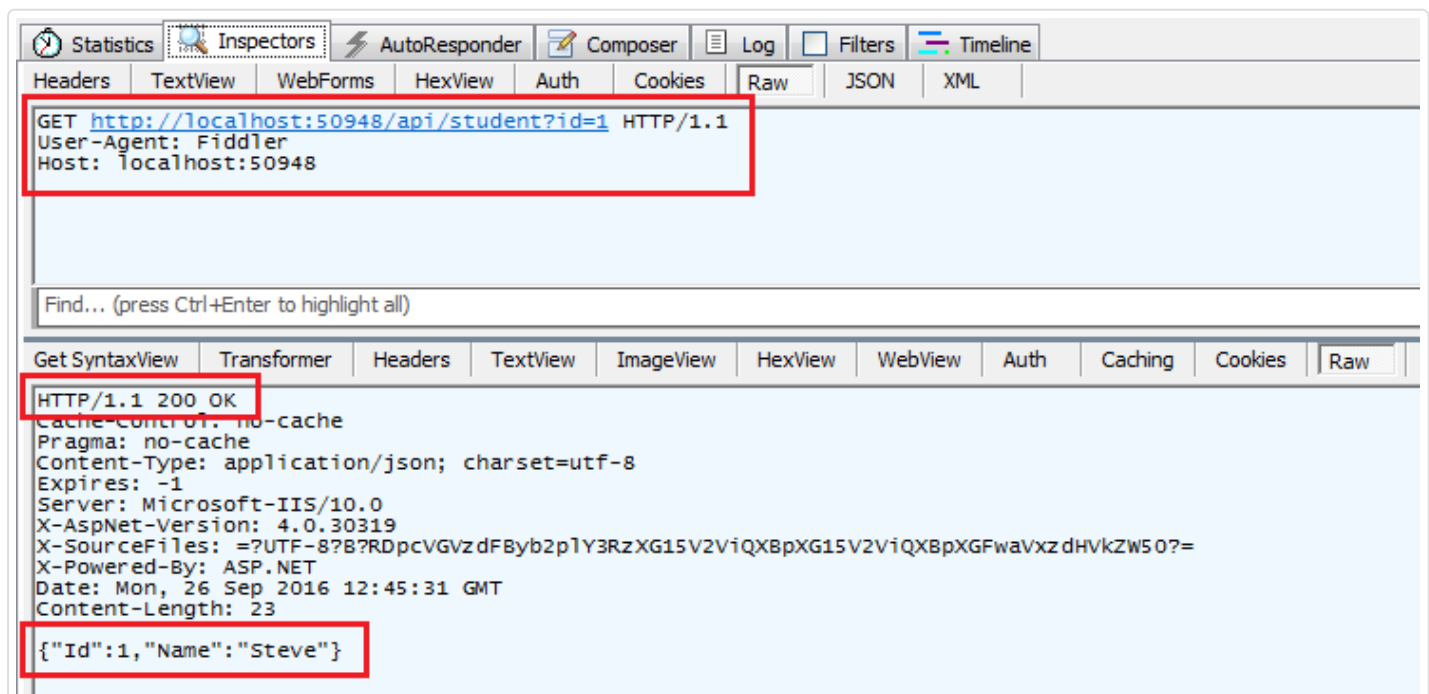 Statistics Inspectors AutoResponder Composer Log Filters Timeline
Headers TextView WebForms HexView Auth Cookies Raw JSON XML
GET http://localhost:50948/api/student?id=1 HTTP/1.1
User-Agent: Fiddler
Host: localhost:50948
Find... (press Ctrl+Enter to highlight all)
Get SyntaxView Transformer Headers TextView ImageView HexView WebView Auth Caching Cookies Raw
HTTP/1.1 200 OK
Cache-Control: no-cache
Pragma: no-cache
Content-Type: application/json; charset=utf-8
Expires: -1
Server: Microsoft-IIS/10.0
X-AspNet-Version: 4.0.30319
X-SourceFiles: =?UTF-8?B?RDpcVGVzdFByb2plY3RzXG15V2ViQXBpXG15V2ViQXBpXGFwaVxzdHVkZW50?=
X-Powered-By: ASP.NET
Date: Mon, 26 Sep 2016 12:45:31 GMT
Content-Length: 23
{"Id":1,"Name":"Steve"}